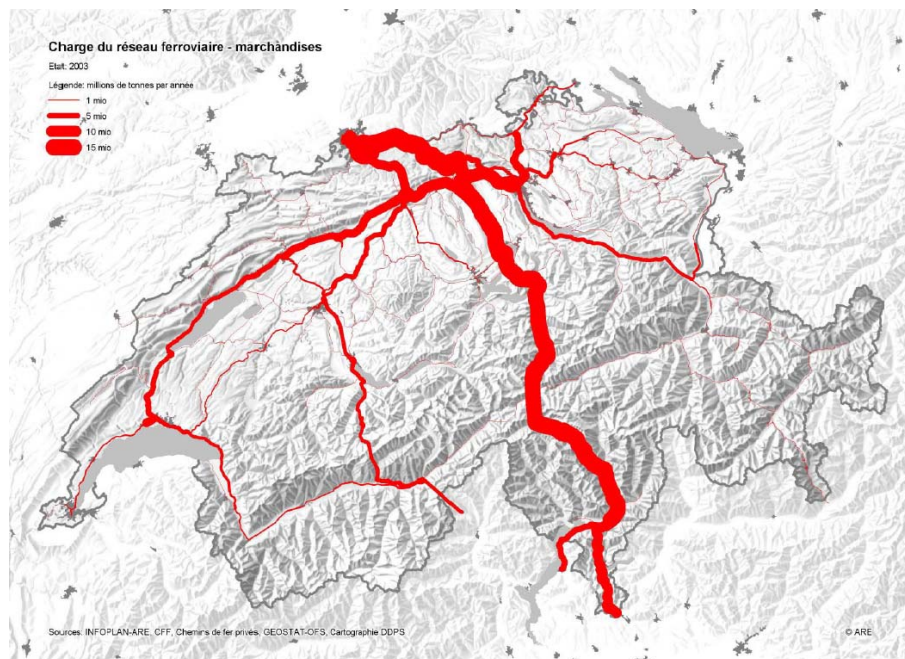 Charge du réseau ferroviaire - marchandises
Etat: 2003
Légende: millions de tonnes par année
1 mio
5 mio
10 mio
15 mio
Sources: INFOPLAN-ARE, CFF, Chemins de fer privés, GEOSTAT-OFS, Cartographie DDPS
© ARE